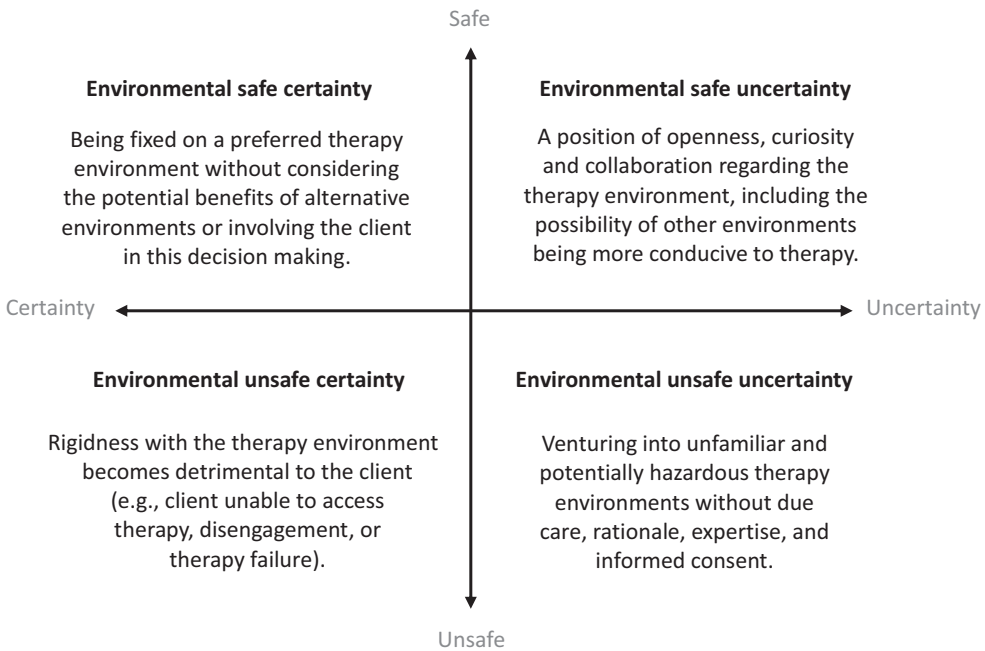 Safe
Environmental safe certainty
Being fixed on a preferred therapy
environment without considering
the potential benefits of alternative
environments or involving the client
in this decision making.
Environmental safe uncertainty
A position of openness, curiosity
and collaboration regarding the
therapy environment, including the
possibility of other environments
being more conducive to therapy.
Certainty
Uncertainty
Environmental unsafe certainty
Rigidness with the therapy environment
becomes detrimental to the client
(e.g., client unable to access
therapy, disengagement, or
therapy failure).
Environmental unsafe uncertainty
Venturing into unfamiliar and
potentially hazardous therapy
environments without due
care, rationale, expertise, and
informed consent.
Unsafe